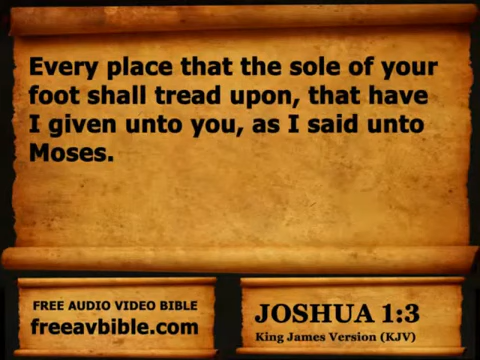 Every place that the sole of your
foot shall tread upon, that have
I given unto you, as I said unto
Moses.
FREE AUDIO VIDEO BIBLE
freeavbible.com
JOSHUA 1:3
King James Version (KJV)